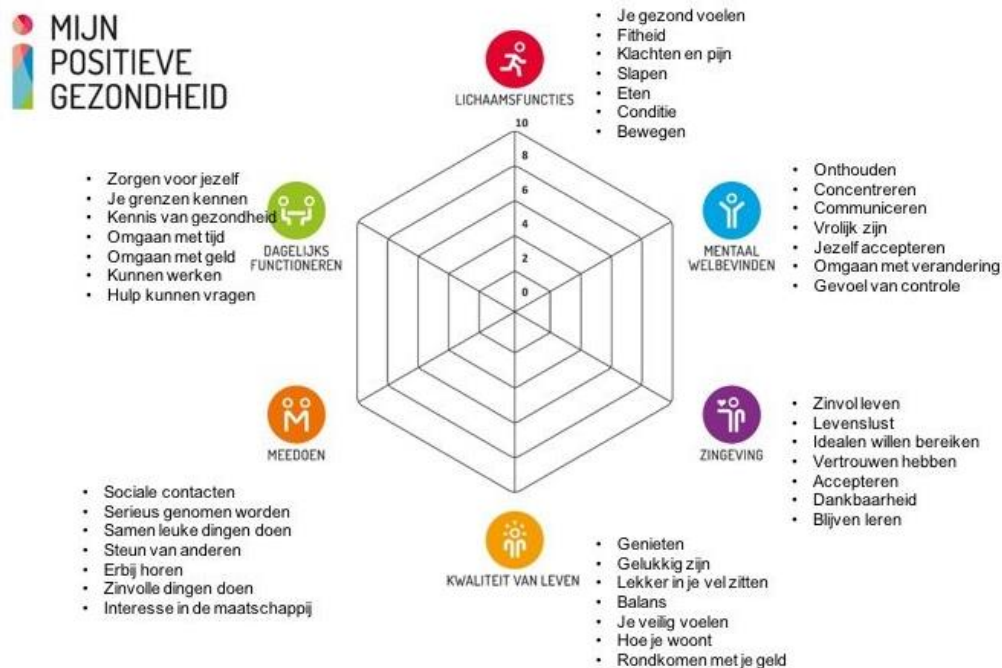 MIJN
POSITIEVE
GEZONDHEID
LICHAAMSFUNCTIES
• Je gezond voelen
• Fitheid
• Klachten en pijn
• Slapen
• Eten
• Conditie
• Bewegen
10
8
6
4
2
0
• Zorgen voor jezelf
• Je grenzen kennen
• Kennis van gezondheid
• Omgaan met tijd
• Omgaan met geld
• Kunnen werken
• Hulp kunnen vragen
DAGELIJKS
FUNCTIONEREN
MENTAAL
WELBEVINDEN
• Onthouden
• Concentreren
• Communiceren
• Vrolijk zijn
• Jezelf accepteren
• Omgaan met verandering
• Gevoel van controle
MEEDOEN
• Sociale contacten
• Serieus genomen worden
• Samen leuke dingen doen
• Steun van anderen
• Erbij horen
• Zinvolle dingen doen
• Interesse in de maatschappij
ZINGEVING
• Zinvol leven
• Levenslust
• Idealen willen bereiken
• Vertrouwen hebben
• Accepteren
• Dankbaarheid
• Blijven leren
KWALITEIT VAN LEVEN
• Genieten
• Gelukkig zijn
• Lekker in je vel zitten
• Balans
• Je veilig voelen
• Hoe je woont
• Rondkomen met je geld